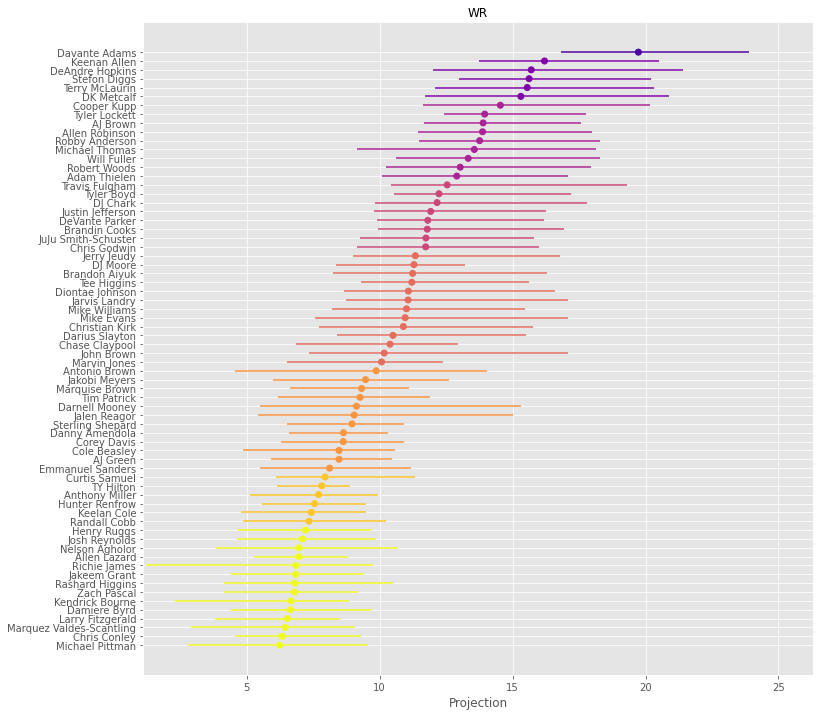 WR
Davante Adams
Keenan Allen
DeAndre Hopkins
Stefon Diggs
Terry McLaurin
DK Metcalf
Cooper Kupp
Tyler Lockett
AJ Brown
Allen Robinson
Robby Anderson
Michael Thomas
Will Fuller
Robert Woods
Adam Thielen
Travis Fulgham
Tyler Boyd
DJ Chark
Justin Jefferson
DeVante Parker
Brandin Cooks
JuJu Smith-Schuster
Chris Godwin
Jerry Jeudy
DJ Moore
Brandon Aiyuk
Tee Higgins
Diontae Johnson
Jarvis Landry
Mike Williams
Mike Evans
Christian Kirk
Darius Slayton
Chase Claypool
John Brown
Marvin Jones
Antonio Brown
Jakobi Meyers
Marquise Brown
Tim Patrick
Darnell Mooney
Jalen Reagor
Sterling Shepard
Danny Amendola
Corey Davis
Cole Beasley
AJ Green
Emmanuel Sanders
Curtis Samuel
TY Hilton
Anthony Miller
Hunter Renfrow
Keelan Cole
Randall Cobb
Henry Ruggs
Josh Reynolds
Nelson Agholor
Allen Lazard
Richie James
Jakeem Grant
Rashard Higgins
Zach Pascal
Kendrick Bourne
Damiere Byrd
Larry Fitzgerald
Marquez Valdes-Scantling
Chris Conley
Michael Pittman
5 10 15 20 25
Projection